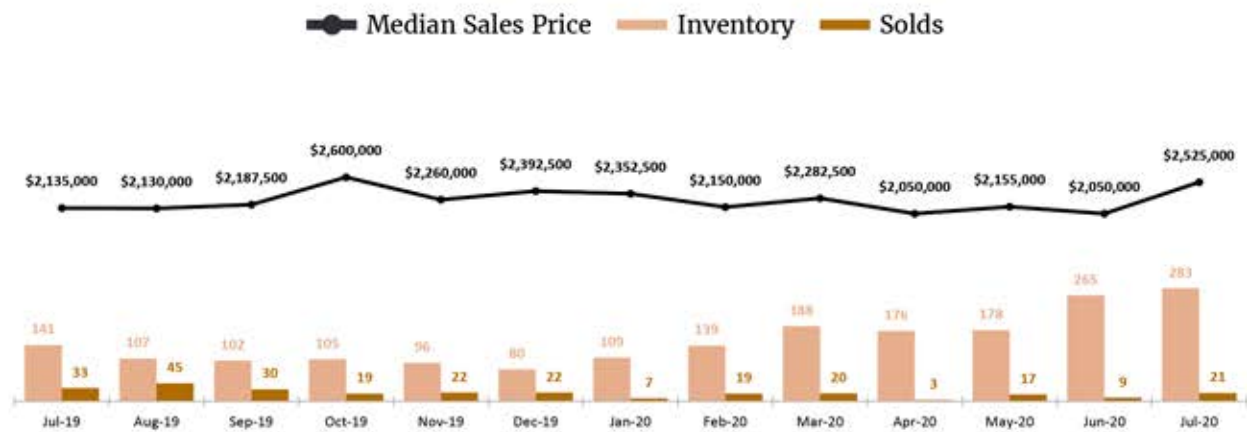 Median Sales Price Inventory Solds
$2,135,000 $2,130,000 $2,187,500 $2,600,000 $2,260,000 $2,392,500 $2,352,500 $2,150,000 $2,282,500 $2,050,000 $2,155,000 $2,050,000 $2,525,000
141 107 102 105 96 80 109 139 188 176 178 265 283
33 45 30 19 22 22 7 19 20 3 17 9 21
Jul-19 Aug-19 Sep-19 Oct-19 Nov-19 Dec-19 Jan-20 Feb-20 Mar-20 Apr-20 May-20 Jun-20 Jul-20